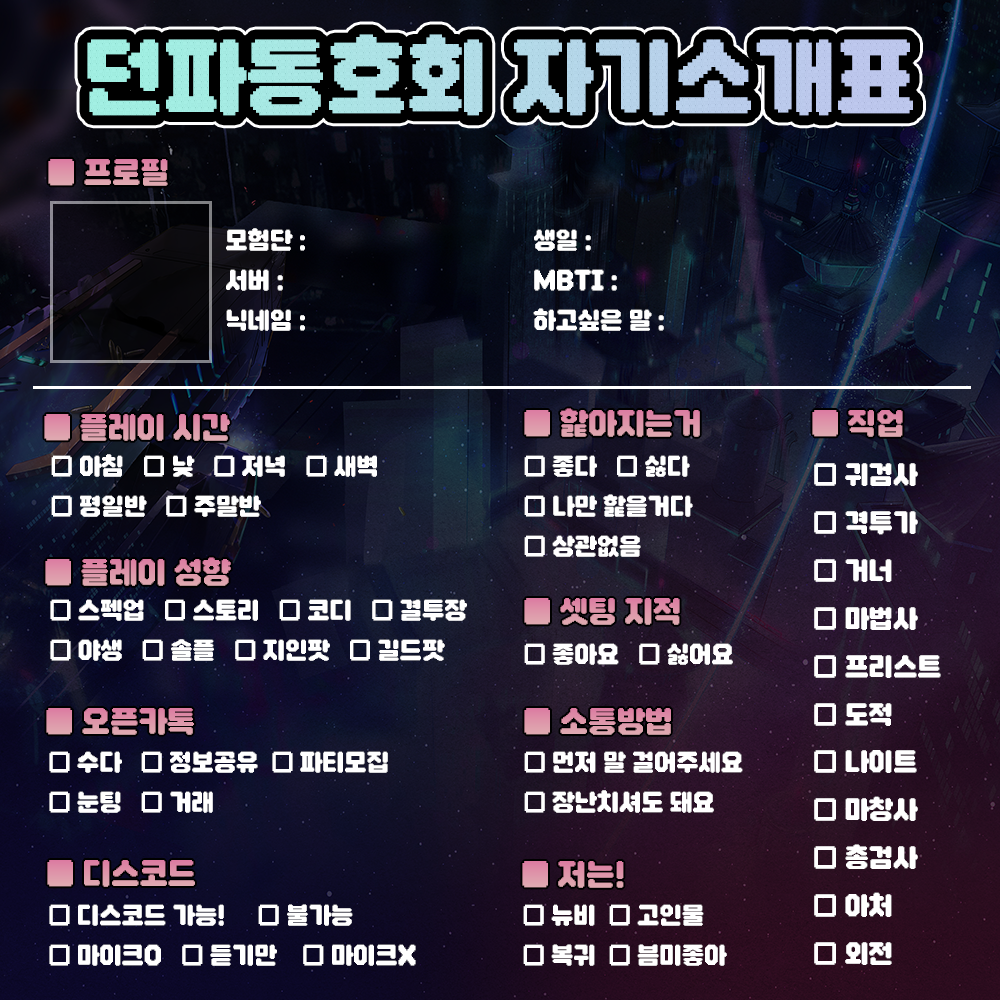 던파동호회 자기소개표
■ 프로필
모험단 :
서버 :
닉네임 :
생일 :
MBTI :
하고싶은 말 :
■ 플레이 시간
□ 아침 □ 낮 □ 저녁 □ 새벽
□ 평일반 □ 주말반
■ 플레이 성향
□ 스펙업 □ 스토리 □ 코디 □ 결투장
□ 야생 □ 솔플 □ 지인팟 □ 길드팟
■ 오픈카톡
□ 수다 □ 정보공유 □ 파티모집
□ 눈팅 □ 거래
■ 디스코드
□ 디스코드 가능! □ 불가능
□ 마이크O □ 듣기만 □ 마이크X
■ 핥아지는거
□ 좋다 □ 싫다
□ 나만 핥을거다
□ 상관없음
■ 셋팅 지적
□ 좋아요 □ 싫어요
■ 소통방법
□ 먼저 말 걸어주세요
□ 장난치셔도 돼요
■ 저는!
□ 뉴비 □ 고인물
□ 복귀 □ 븜미좋아
■ 직업
□ 귀검사
□ 격투가
□ 거너
□ 마법사
□ 프리스트
□ 도적
□ 나이트
□ 마창사
□ 총검사
□ 아처
□ 외전